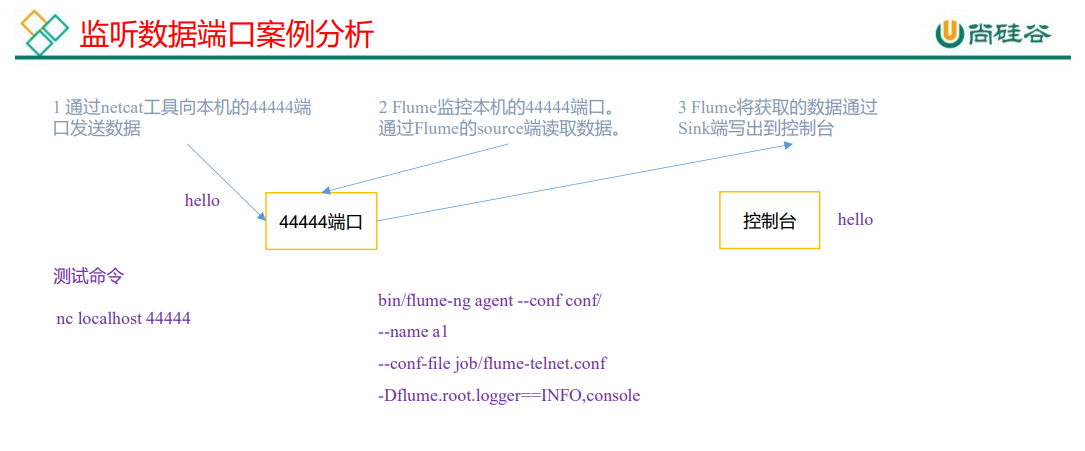 监听数据端口案例分析
尚硅谷
1 通过netcat工具向本机的44444端
口发送数据
2 Flume监控本机的44444端口。
通过Flume的source端读取数据。
3 Flume将获取的数据通过
Sink端写出到控制台
hello
44444端口
控制台
hello
测试命令
nc localhost 44444
bin/flume-ng agent --conf conf/
--name a1
--conf-file job/flume-telnet.conf
-Dflume.root.logger==INFO,console